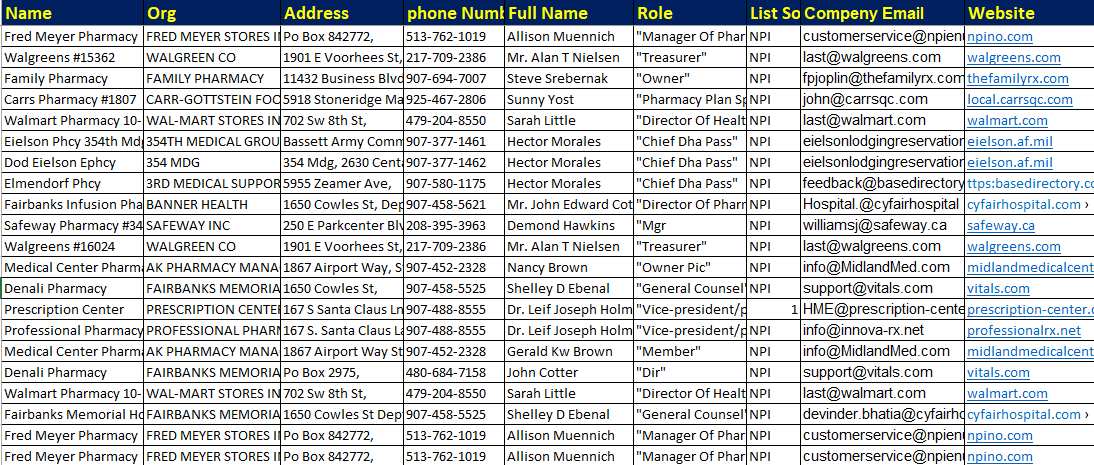 Name Org Address phone Numb Full Name Role List So Compeny Email Website
Fred Meyer Pharmacy FRED MEYER STORES I Po Box 842772, 513-762-1019 Allison Muennich "Manager Of Phar NPI customerservice@npien npino.com
Walgreens #15362 WALGREEN CO 1901 E Voorhees St, 217-709-2386 Mr. Alan T Nielsen "Treasurer" NPI last@walgreens.com walgreens.com
Family Pharmacy FAMILY PHARMACY 11432 Business Blvd 907-694-7007 Steve Srebernak "Owner" NPI fpjoplin@thefamilyrx.com thefamilyrx.com
Carrs Pharmacy #1807 CARR-GOTTSTEIN FOO 5918 Stoneridge Ma 925-467-2806 Sunny Yost "Pharmacy Plan Sp NPI john@carrsqc.com local.carrsqc.com
Walmart Pharmacy 10- WAL-MART STORES IN 702 Sw 8th St, 479-204-8550 Sarah Little "Director Of Healt NPI last@walmart.com walmart.com
Eielson Phcy 354th Mdg 354TH MEDICAL GROU Bassett Army Comm 907-377-1461 Hector Morales "Chief Dha Pass" NPI eielsonlodgingreservation eielson.af.mil
Dod Eielson Ephcy 354 MDG 354 Mdg, 2630 Centa 907-377-1462 Hector Morales "Chief Dha Pass" NPI eielsonlodgingreservation eielson.af.mil
Elmendorf Phcy 3RD MEDICAL SUPPOR 5955 Zeamer Ave, 907-580-1175 Hector Morales "Chief Dha Pass" NPI feedback@basedirectory ttps:basedirectory.co
Fairbanks Infusion Pha BANNER HEALTH 1650 Cowles St, Dep 907-458-5621 Mr. John Edward Cot "Director Of Pharm NPI Hospital.@cyfairhospital cyfairhospital.com ›
Safeway Pharmacy #34 SAFEWAY INC 250 E Parkcenter Blv 208-395-3963 Demond Hawkins "Mgr NPI williamsj@safeway.ca safeway.ca
Walgreens #16024 WALGREEN CO 1901 E Voorhees St, 217-709-2386 Mr. Alan T Nielsen "Treasurer" NPI last@walgreens.com walgreens.com
Medical Center Pharma AK PHARMACY MANA 1867 Airport Way, S 907-452-2328 Nancy Brown "Owner Pic" NPI info@MidlandMed.com midlandmedicalcent
Denali Pharmacy FAIRBANKS MEMORIA 1650 Cowles St, 907-458-5525 Shelley D Ebenal "General Counsel" NPI support@vitals.com vitals.com
Prescription Center PRESCRIPTION CENTER 167 S Santa Claus La 907-488-8555 Dr. Leif Joseph Holm "Vice-president/p 1 HME@prescription-cente prescription-center.c
Professional Pharmacy PROFESSIONAL PHARM 167 S. Santa Claus La 907-488-8555 Dr. Leif Joseph Holm "Vice-president/p NPI info@innova-rx.net professionalrx.net
Medical Center Pharma AK PHARMACY MANA 1867 Airport Way 907-452-2328 Gerald Kw Brown "Member" NPI info@MidlandMed.com midlandmedicalcent
Denali Pharmacy FAIRBANKS MEMORIA Po Box 2975, 480-684-7158 John Cotter "Dir" NPI support@vitals.com vitals.com
Walmart Pharmacy 10- WAL-MART STORES IN 702 Sw 8th St, 479-204-8550 Sarah Little "Director Of Healt NPI last@walmart.com walmart.com
Fairbanks Memorial Ho FAIRBANKS MEMORIA 1650 Cowles St Dep 907-458-5525 Shelley D Ebenal "General Counsel" NPI devinder.bhatia@cyfairho cyfairhospital.com ›
Fred Meyer Pharmacy FRED MEYER STORES I Po Box 842772, 513-762-1019 Allison Muennich "Manager Of Phar NPI customerservice@npien npino.com
Fred Meyer Pharmacy FRED MEYER STORES I Po Box 842772, 513-762-1019 Allison Muennich "Manager Of Phar NPI customerservice@npien npino.com